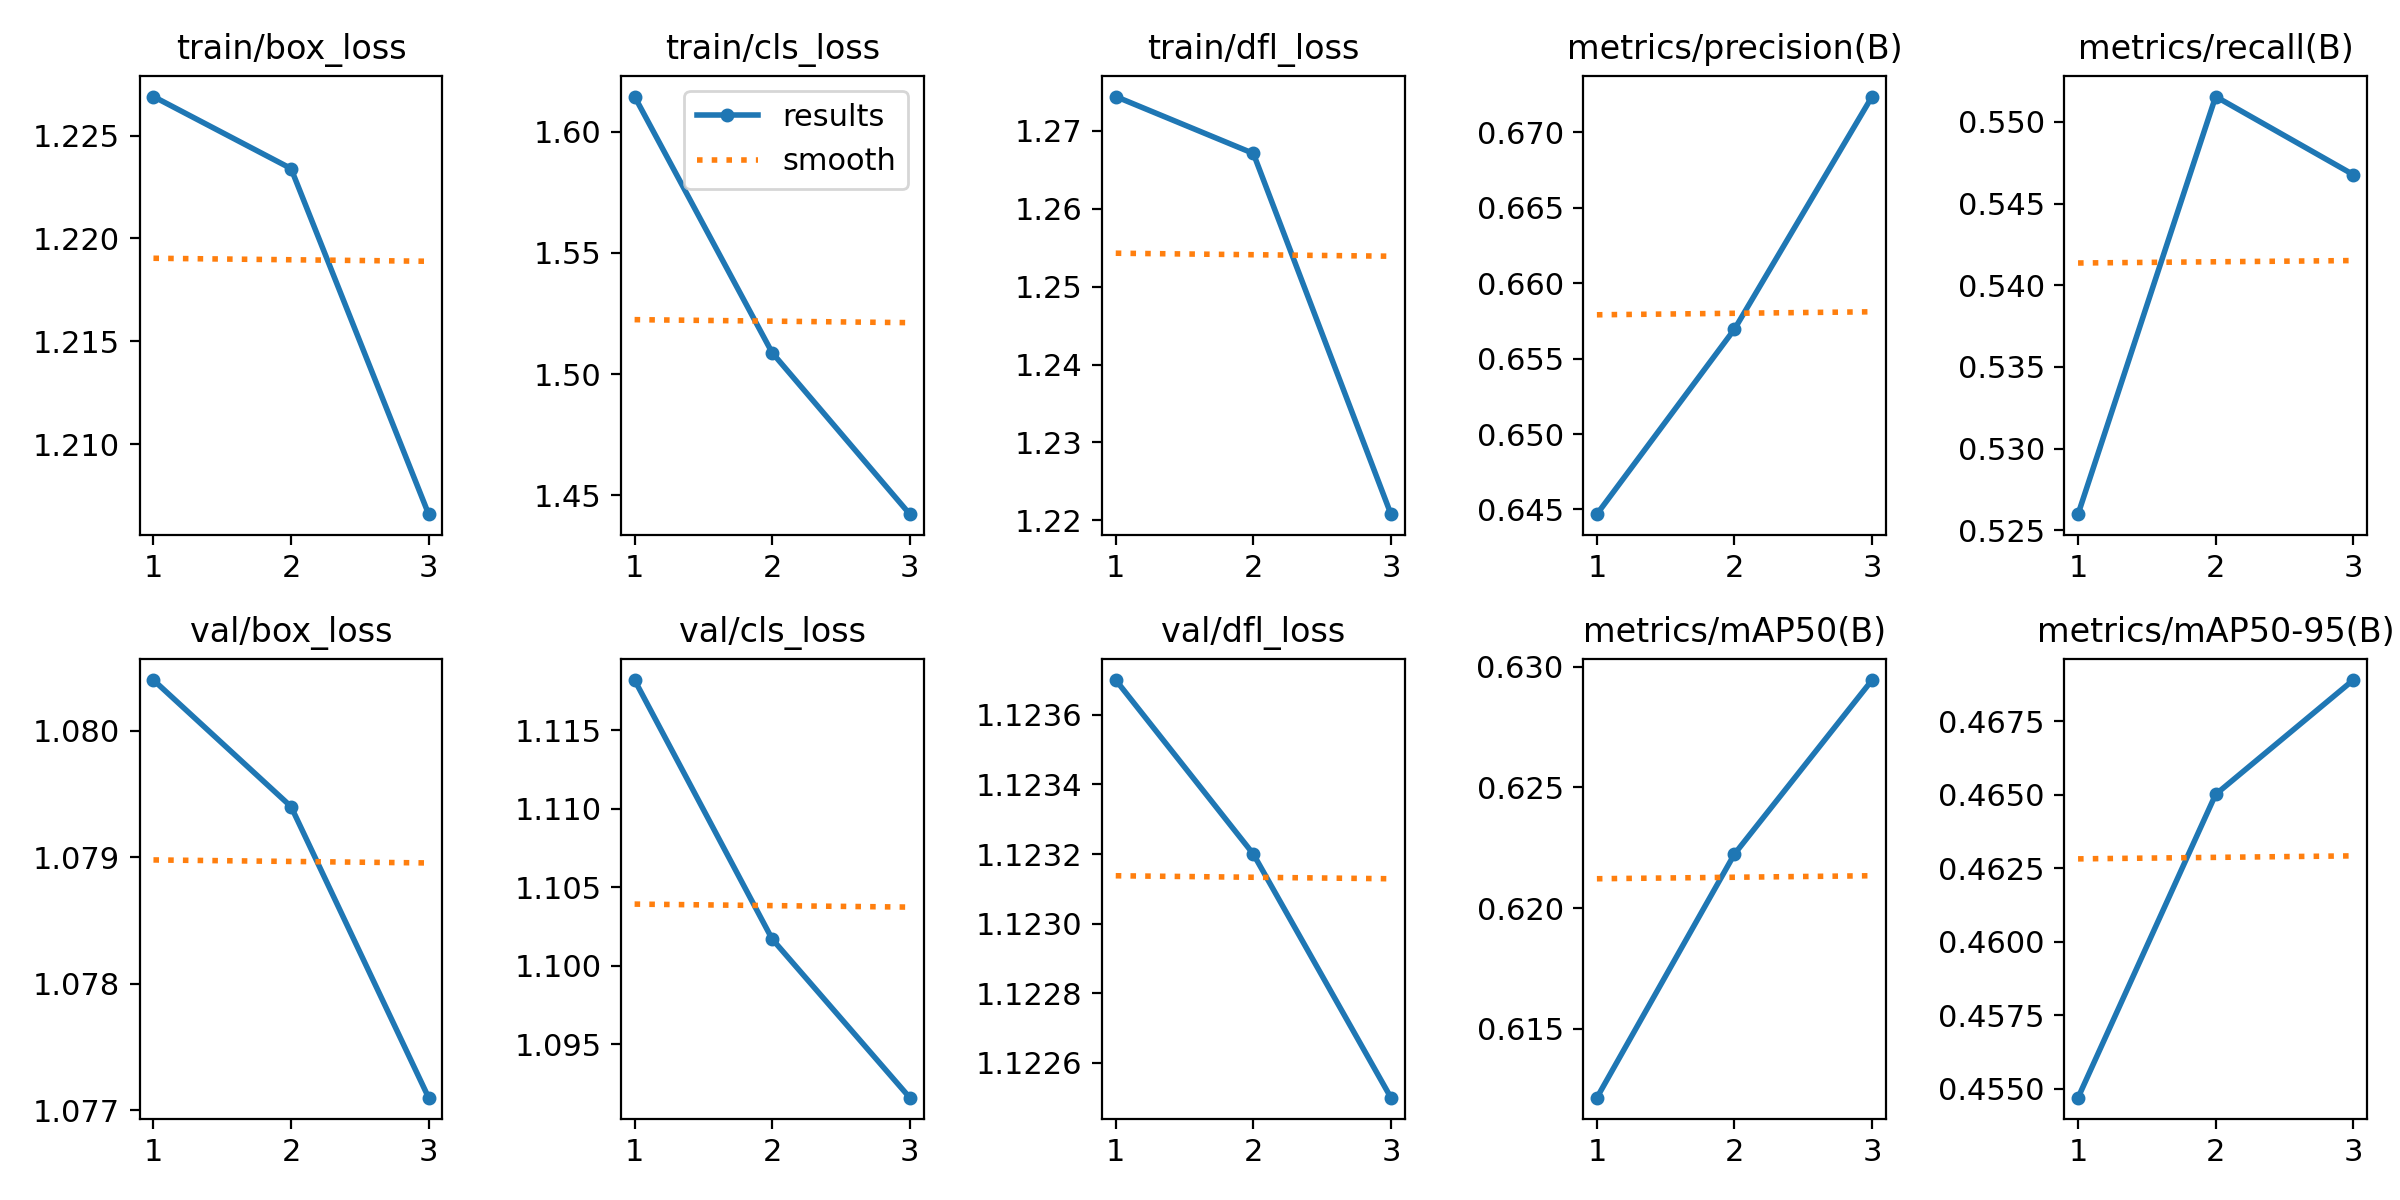 train/box_loss
1.225
1.220
1.215
1.210
1 2 3
train/cls_loss
results
smooth
1.60
1.55
1.50
1.45
1 2 3
train/dfl_loss
1.27
1.26
1.25
1.24
1.23
1.22
1 2 3
metrics/precision(B)
0.670
0.665
0.660
0.655
0.650
0.645
1 2 3
metrics/recall(B)
0.550
0.545
0.540
0.535
0.530
0.525
1 2 3
val/box_loss
1.080
1.079
1.078
1.077
1 2 3
val/cls_loss
1.115
1.110
1.105
1.100
1.095
1 2 3
val/dfl_loss
1.1236
1.1234
1.1232
1.1230
1.1228
1.1226
1 2 3
metrics/mAP50(B)
0.630
0.625
0.620
0.615
1 2 3
metrics/mAP50-95(B)
0.4675
0.4650
0.4625
0.4600
0.4575
0.4550
1 2 3